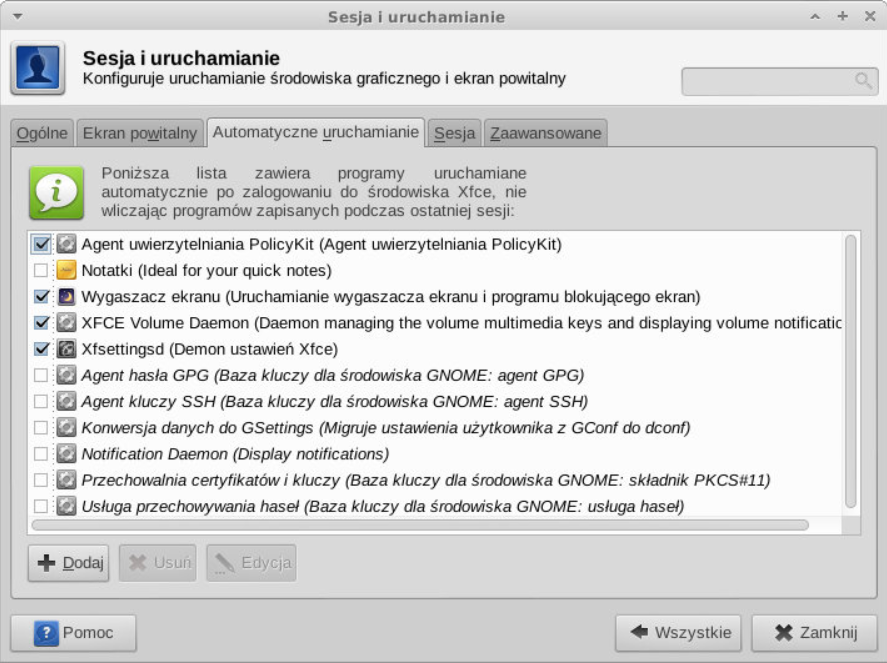 Sesja i uruchamianie
Sesja i uruchamianie
Konfiguruje uruchamianie środowiska graficznego i ekran powitalny
Ogólne Ekran powitalny Automatyczne uruchamianie Sesja Zaawansowane
Poniższa lista zawiera programy uruchamiane
automatycznie po zalogowaniu do środowiska Xfce, nie
wliczając programów zapisanych podczas ostatniej sesji:
Agent uwierzytelniania PolicyKit (Agent uwierzytelniania PolicyKit)
Notatki (Ideal for your quick notes)
Wygaszacz ekranu (Uruchamianie wygaszacza ekranu i programu blokującego ekran)
XFCE Volume Daemon (Daemon managing the volume multimedia keys and displaying volume notificatic
Xfsettingsd (Demon ustawień Xfce)
Agent hasła GPG (Baza kluczy dla środowiska GNOME: agent GPG)
Agent kluczy SSH (Baza kluczy dla środowiska GNOME: agent SSH)
Konwersja danych do GSettings (Migruje ustawienia użytkownika z GConf do dconf)
Notification Daemon (Display notifications)
Przechowalnia certyfikatów i kluczy (Baza kluczy dla środowiska GNOME: składnik PKCS#11)
Usługa przechowywania haseł (Baza kluczy dla środowiska GNOME: usługa haseł)
Dodaj Usuń Edycja
Pomoc Wszystkie Zamknij